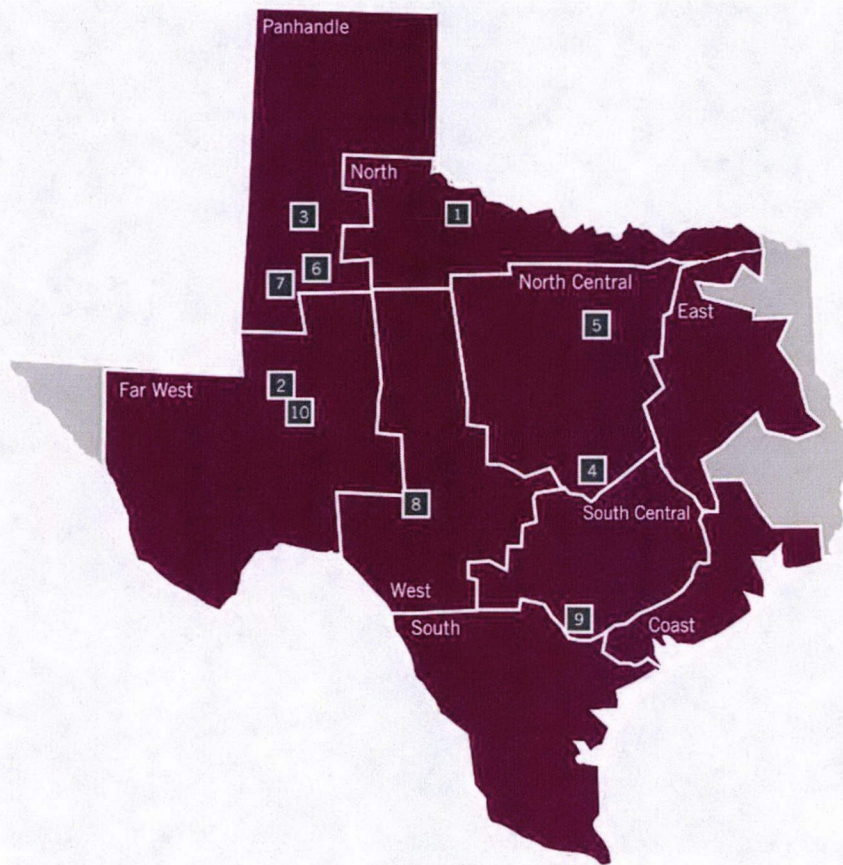 Panhandle
North
3
1
6
7
North Central
East
5
Far West
2
10
4
8
South Central
West
South
9
Coast